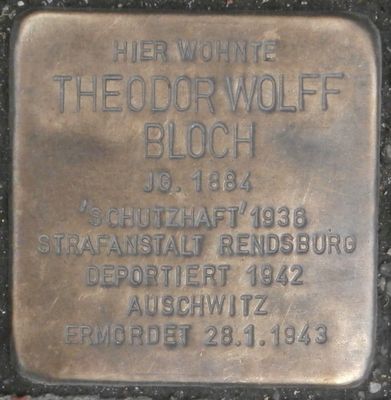 HIER WOHNTE
THEODOR WOLFF
BLOCH
JG. 1884
'SCHUTZHAFT' 1938
STRAFANSTALT RENDSBURG
DEPORTIERT 1942
AUSCHWITZ
ERMORDET 28.1.1943